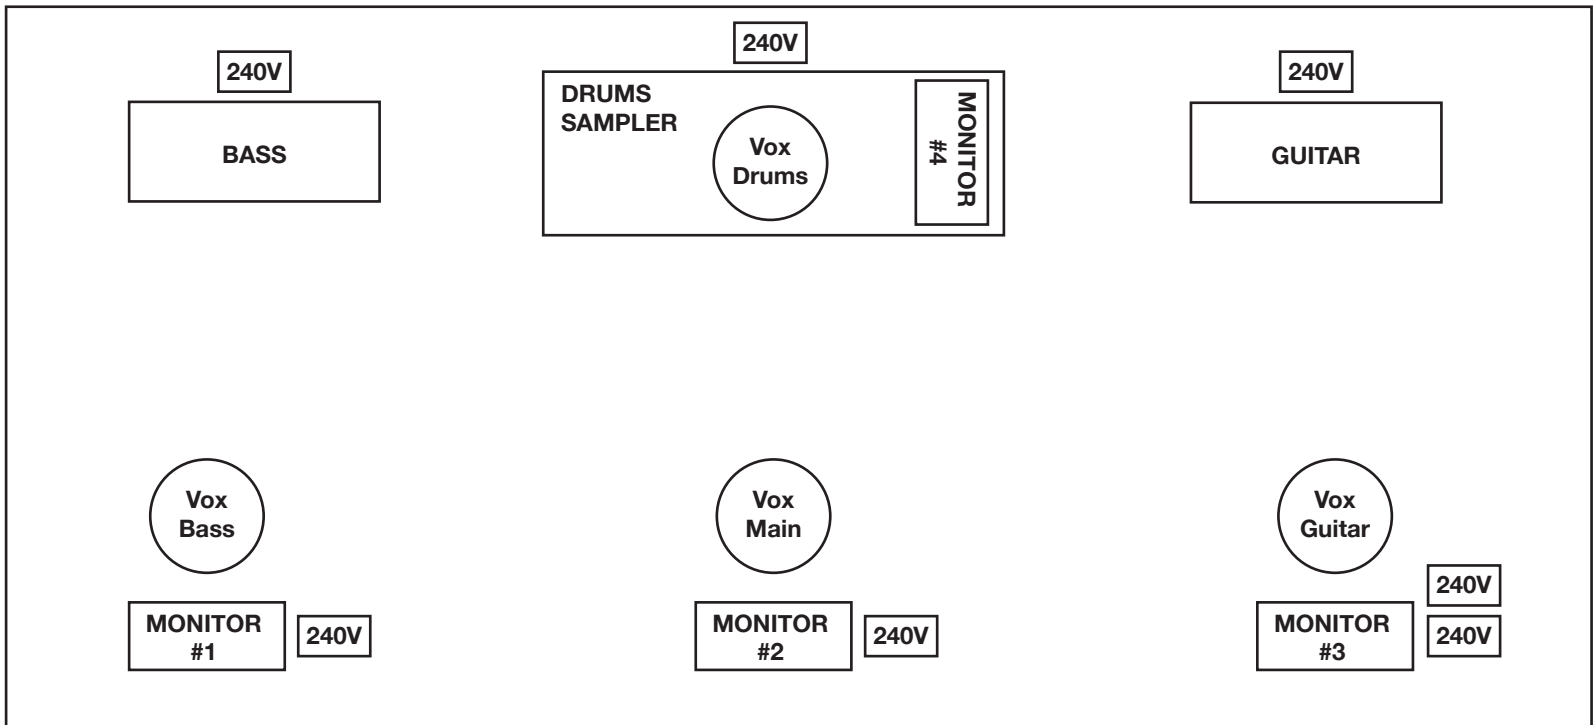 240V
BASS
240V
DRUMS
SAMPLER
Vox
Drums
MONITOR
#4
240V
GUITAR
Vox
Bass
MONITOR
#1
240V
Vox
Main
MONITOR
#2
240V
Vox
Guitar
240V
MONITOR
#3
240V